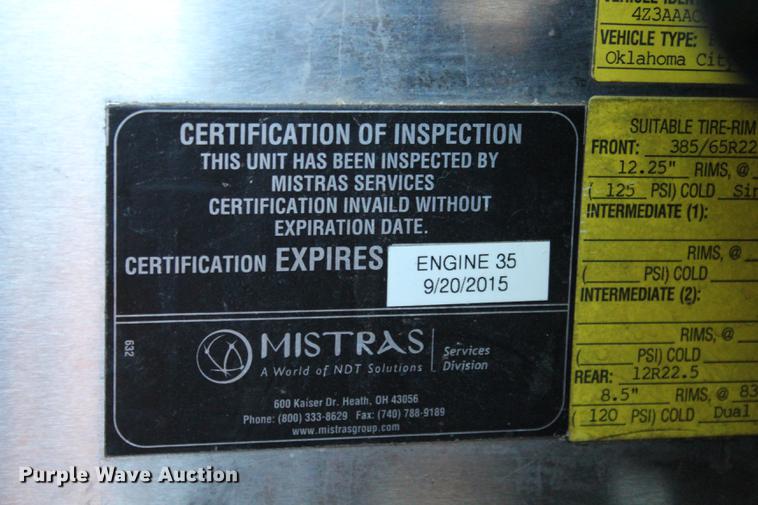 CERTIFICATION OF INSPECTION
THIS UNIT HAS BEEN INSPECTED BY
MISTRAS SERVICES
CERTIFICATION INVAILD WITHOUT
EXPIRATION DATE.
CERTIFICATION EXPIRES
ENGINE 35
9/20/2015
632
MISTRAS
A World of NDT Solutions
Services
Division
600 Kaiser Dr. Heath, OH 43056
Phone: (800) 333-8629 Fax: (740) 788-9189
www.mistrasgroup.com
4Z3AAAC
VEHICLE TYPE:
Oklahoma City
SUITABLE TIRE-RIM
FRONT: 385/65R22
12.25" RIMS, @
( 125 PSI) COLD Sin
INTERMEDIATE (1):
RIMS, @
( PSI) COLD
INTERMEDIATE (2):
RIMS, @
( PSI) COLD
REAR: 12R22.5
8.5" RIMS, @ 83
( 120 PSI) COLD Dual
Purple Wave Auction